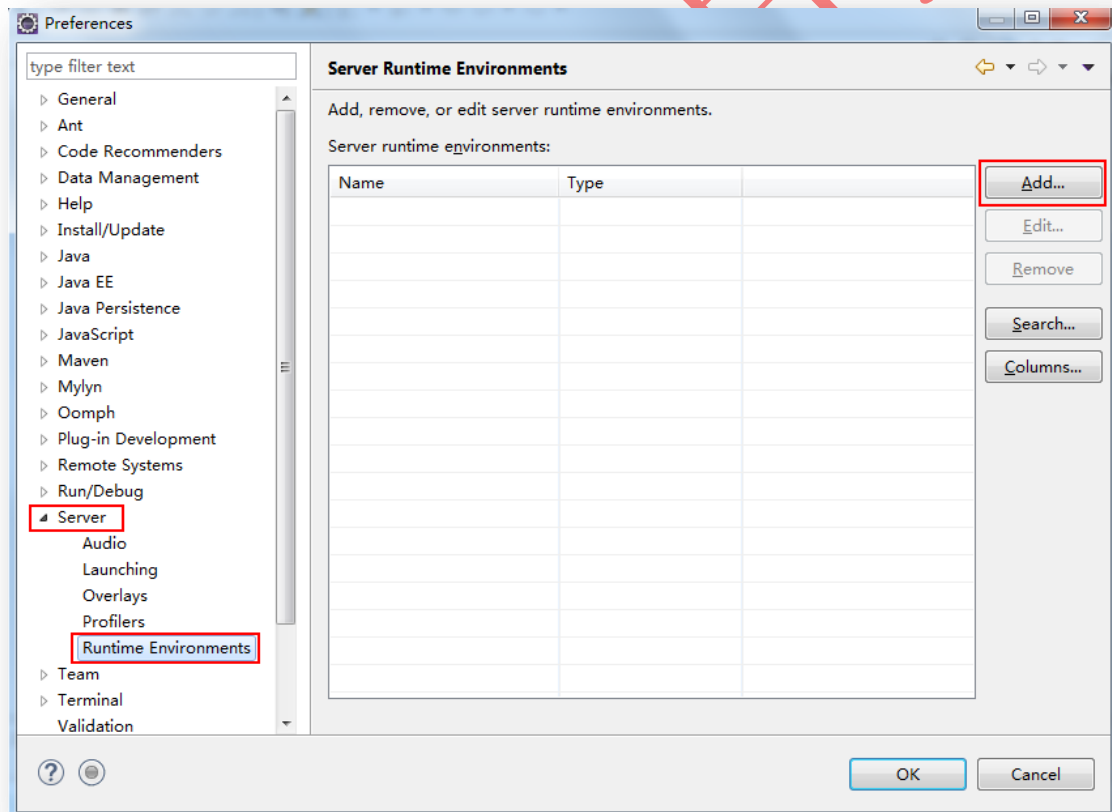 Preferences
type filter text
General
Ant
Code Recommenders
Data Management
Help
Install/Update
Java
Java EE
Java Persistence
JavaScript
Maven
Mylyn
Oomph
Plug-in Development
Remote Systems
Run/Debug
Server
Audio
Launching
Overlays
Profilers
Runtime Environments
Team
Terminal
Validation
Server Runtime Environments
Add, remove, or edit server runtime environments.
Server runtime environments:
Name Type
Add...
Edit...
Remove
Search...
Columns...
OK Cancel